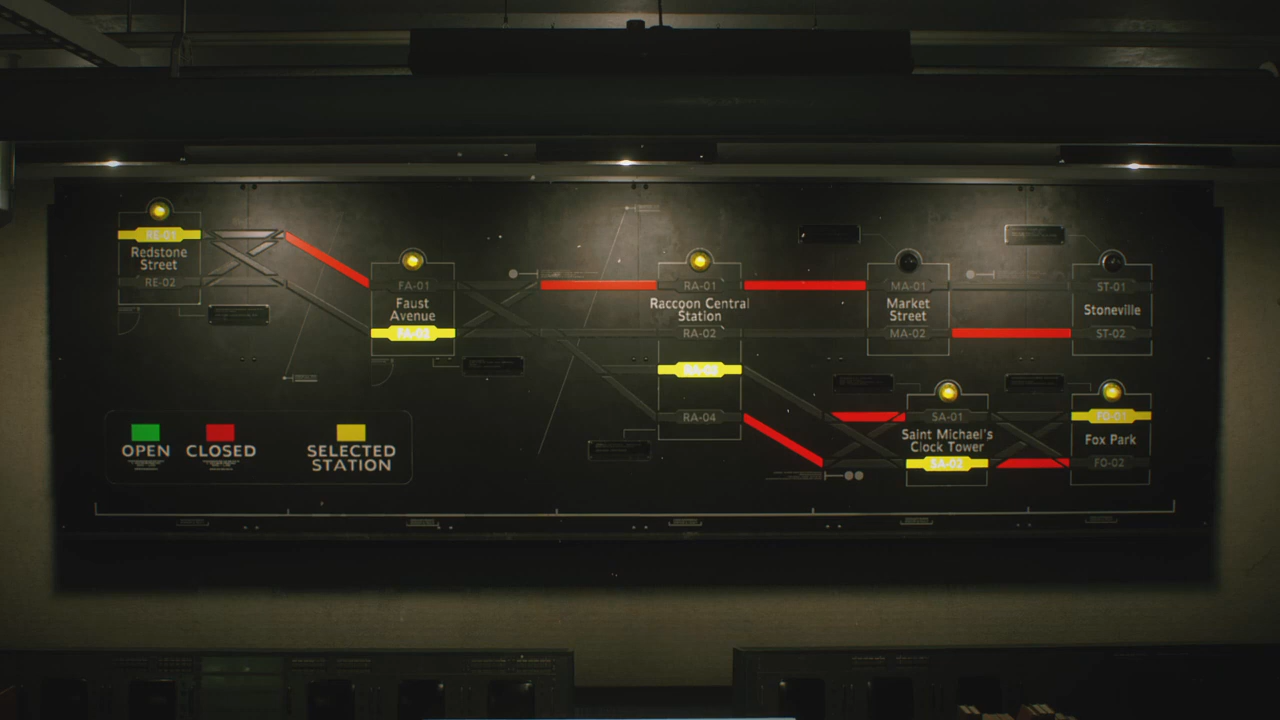 RE-01
Redstone
Street
RE-02
FA-01
Faust
Avenue
FA-02
RA-01
Raccoon Central
Station
RA-02
RA-03
RA-04
MA-01
Market
Street
MA-02
ST-01
Stoneville
ST-02
SA-01
Saint Michael's
Clock Tower
SA-02
FO-01
Fox Park
FO-02
OPEN
CLOSED
SELECTED
STATION